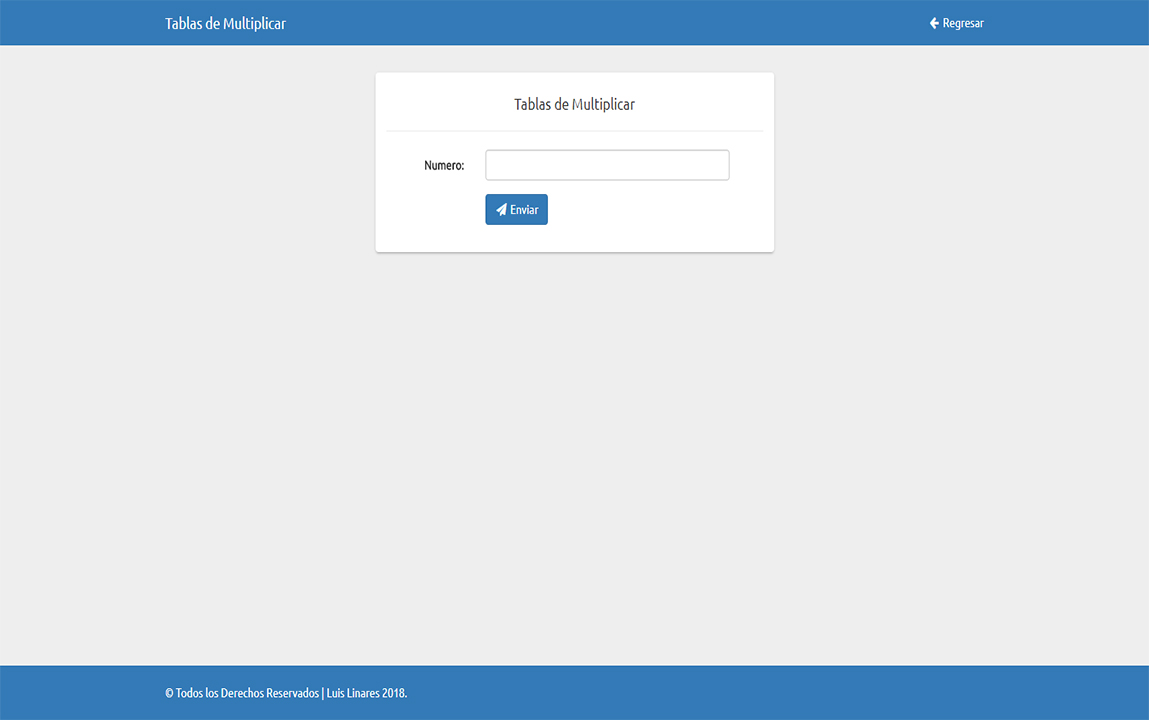 Tablas de Multiplicar
Regresar
Tablas de Multiplicar
Numero:
Enviar
© Todos los Derechos Reservados | Luis Linares 2018.